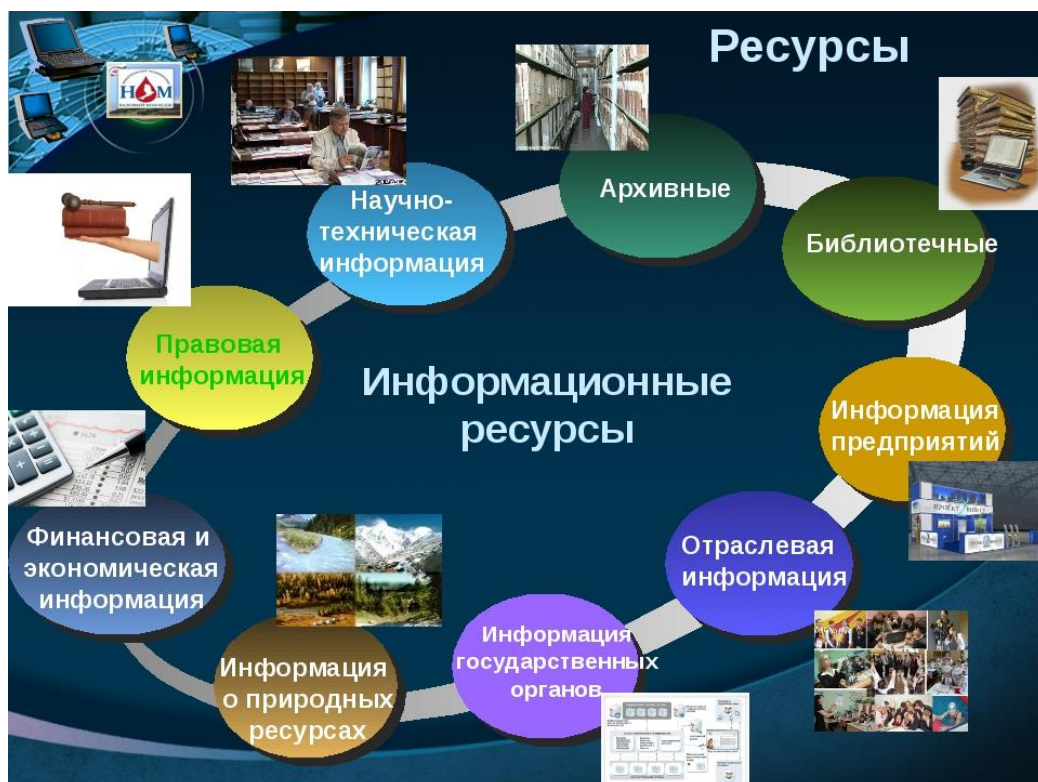 Ресурсы
НМ
Научно-
техническая
информация
Архивные
Библиотечные
Правовая
информация
Информационные
ресурсы
Информация
предприятий
Финансовая и
экономическая
информация
Отраслевая
информация
Информация
государственных
органов
Информация
о природных
ресурсах